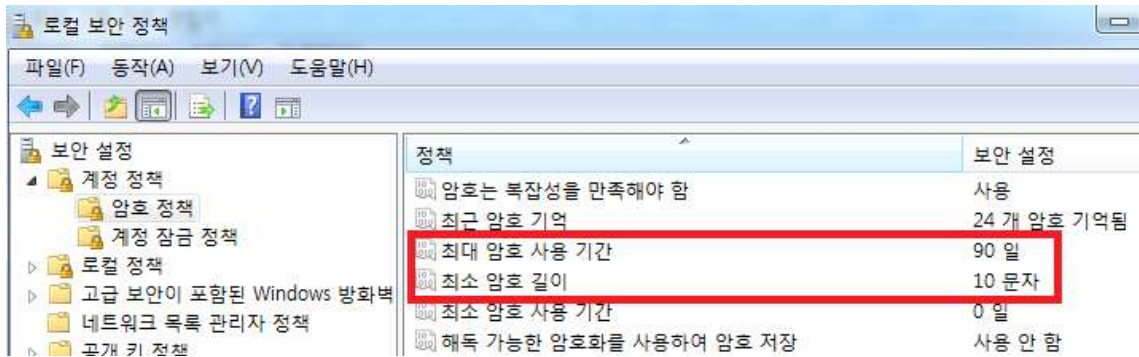 로컬 보안 정책
파일(F) 동작(A) 보기(V) 도움말(H)
보안 설정
계정 정책
암호 정책
계정 잠금 정책
로컬 정책
고급 보안이 포함된 Windows 방화벽
네트워크 목록 관리자 정책
공개 키 정책
정책 보안 설정
암호는 복잡성을 만족해야 함 사용
최근 암호 기억 24 개 암호 기억됨
최대 암호 사용 기간 90 일
최소 암호 길이 10 문자
최소 암호 사용 기간 0 일
해독 가능한 암호화를 사용하여 암호 저장 사용 안 함